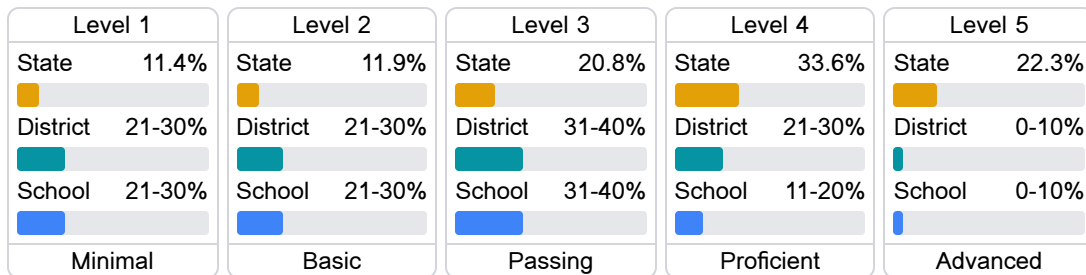 Level 1
State 11.4%
District 21-30%
School 21-30%
Minimal
Level 2
State 11.9%
District 21-30%
School 21-30%
Basic
Level 3
State 20.8%
District 31-40%
School 31-40%
Passing
Level 4
State 33.6%
District 21-30%
School 11-20%
Proficient
Level 5
State 22.3%
District 0-10%
School 0-10%
Advanced